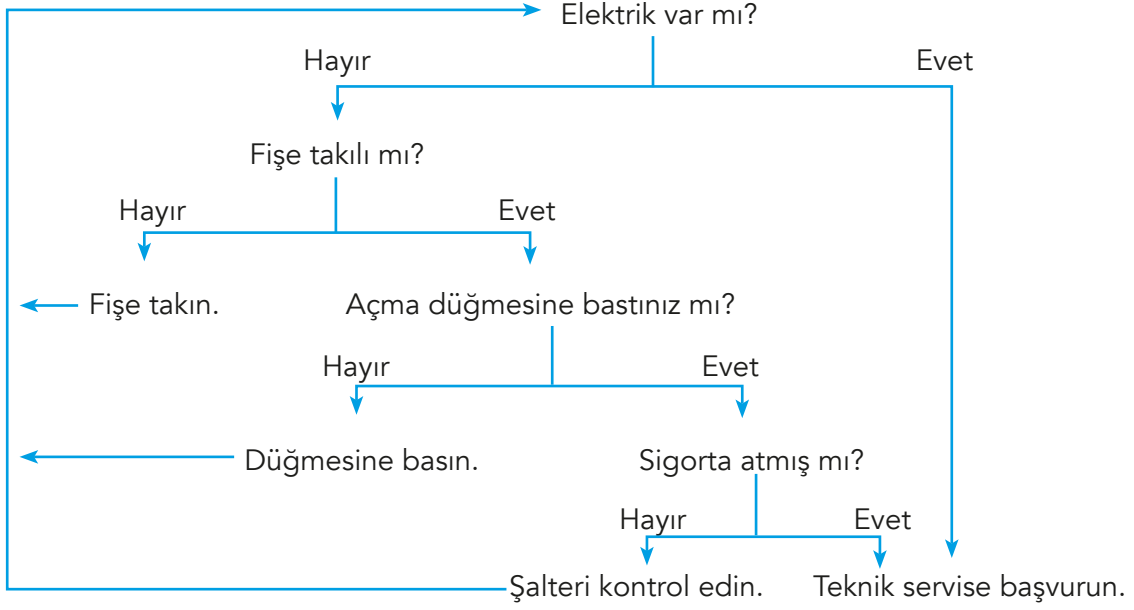 Elektrik var mı?
Hayır
Evet
Fişe takılı mı?
Hayır
Evet
Fişe takın.
Açma düğmesine bastınız mı?
Hayır
Evet
Düğmesine basın.
Sigorta atmış mı?
Hayır
Evet
Şalteri kontrol edin.
Teknik servise başvurun.